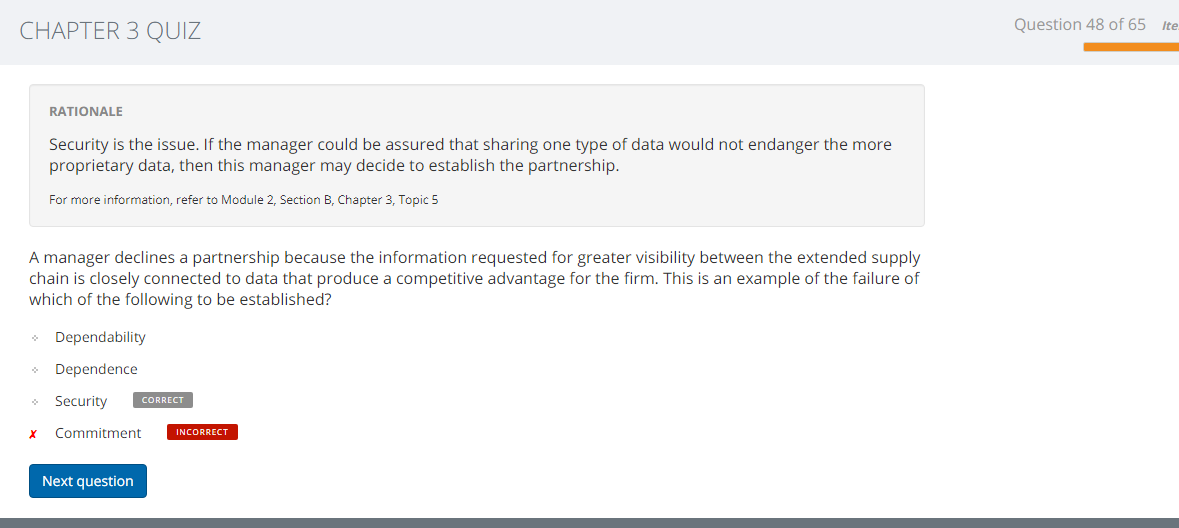 CHAPTER 3 QUIZ
Question 48 of 65
RATIONALE
Security is the issue. If the manager could be assured that sharing one type of data would not endanger the more
proprietary data, then this manager may decide to establish the partnership.
For more information, refer to Module 2, Section B, Chapter 3, Topic 5
A manager declines a partnership because the information requested for greater visibility between the extended supply
chain is closely connected to data that produce a competitive advantage for the firm. This is an example of the failure of
which of the following to be established?
Dependability
Dependence
Security CORRECT
✗ Commitment INCORRECT
Next question